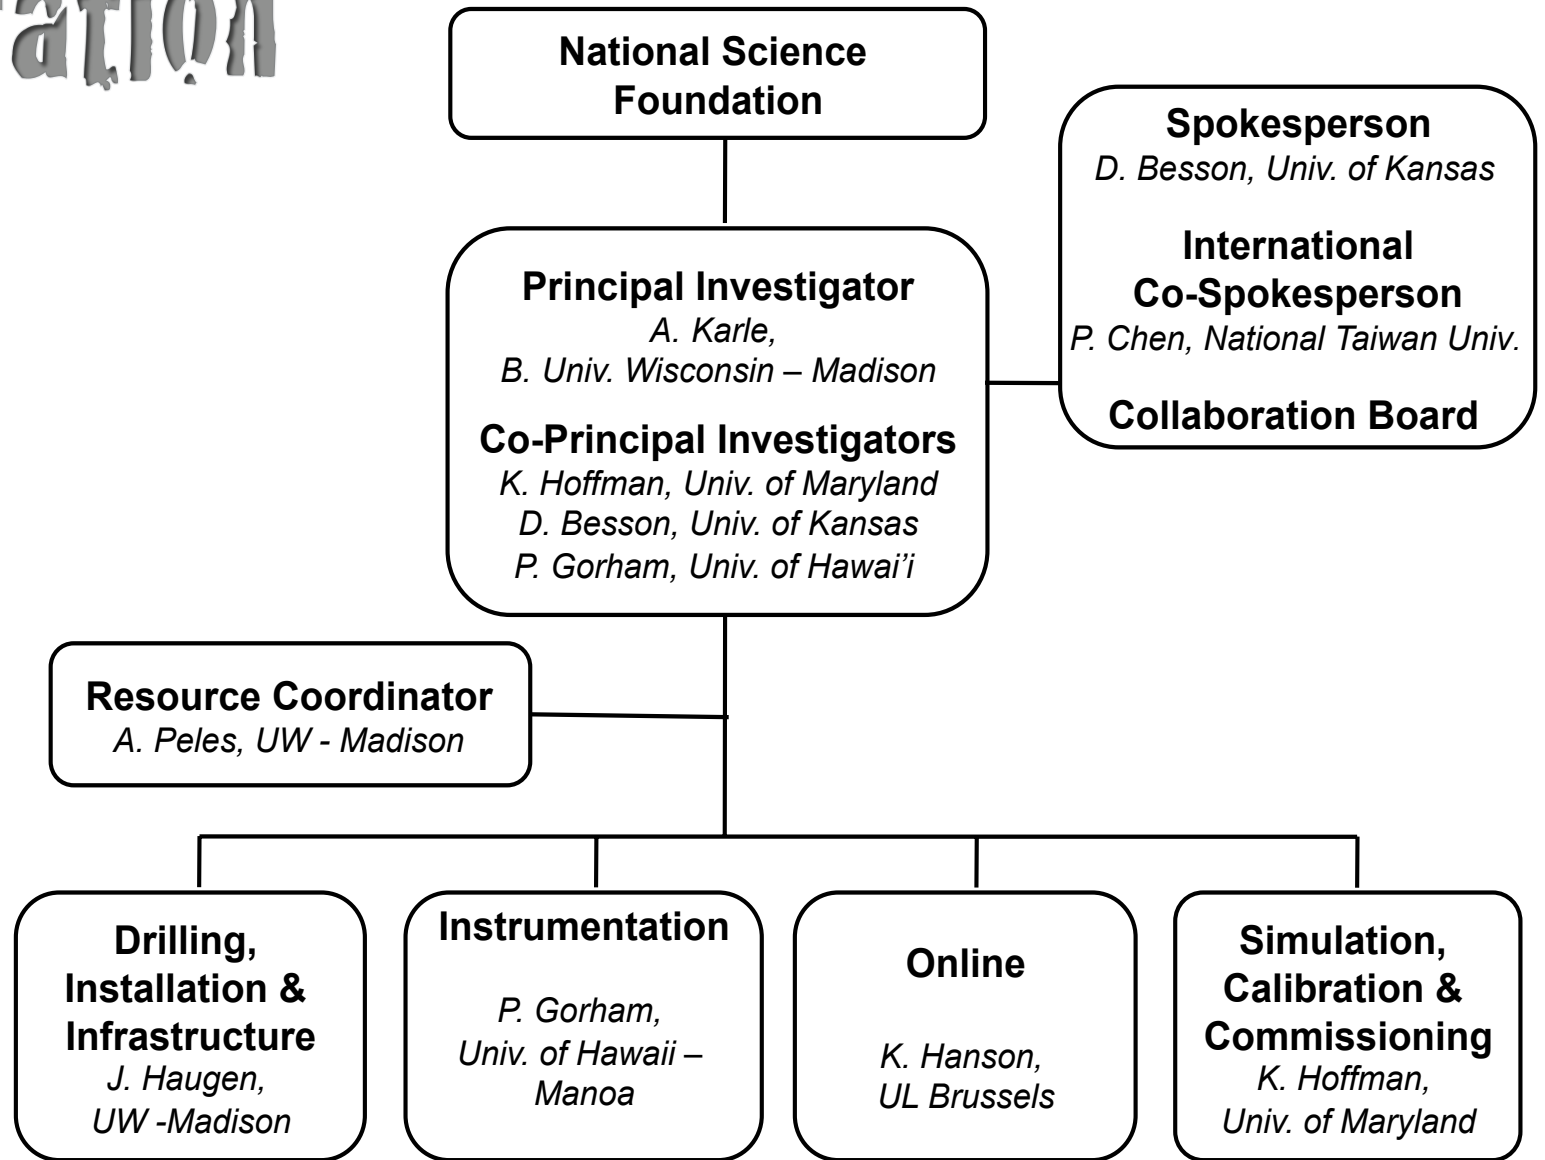 National Science
Foundation
Spokesperson
D. Besson, Univ. of Kansas
International
Co-Spokesperson
P. Chen, National Taiwan Univ.
Collaboration Board
Principal Investigator
A. Karle,
B. Univ. Wisconsin – Madison
Co-Principal Investigators
K. Hoffman, Univ. of Maryland
D. Besson, Univ. of Kansas
P. Gorham, Univ. of Hawai’i
Resource Coordinator
A. Peles, UW - Madison
Drilling,
Installation &
Infrastructure
J. Haugen,
UW -Madison
Instrumentation
P. Gorham,
Univ. of Hawaii –
Manoa
Online
K. Hanson,
UL Brussels
Simulation,
Calibration &
Commissioning
K. Hoffman,
Univ. of Maryland